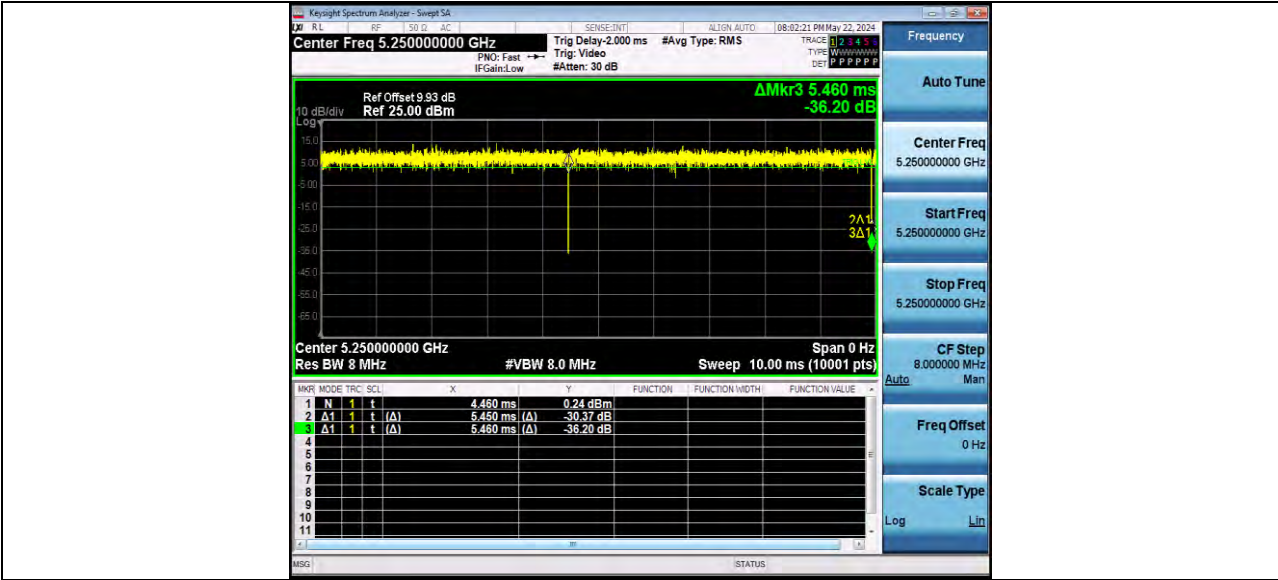 Keysight Spectrum Analyzer - Swept SA
LXI RL RF 50 Ω AC SENSE:INT ALIGN AUTO 08:02:21 PM May 22, 2024
Center Freq 5.250000000 GHz
PNO: Fast
IFGain:Low
Trig Delay-2.000 ms
Trig: Video
#Atten: 30 dB
#Avg Type: RMS
TRACE 1 2 3 4 5 6
TYPE WWWWWW
DET P P P P P P
ΔMkr3 5.460 ms
-36.20 dB
Ref Offset 9.93 dB
10 dB/div Ref 25.00 dBm
Log
15.0
5.00
-5.00
-15.0
-25.0
-35.0
-45.0
-55.0
-65.0
2Δ1
3Δ1
Center 5.250000000 GHz Span 0 Hz
Res BW 8 MHz #VBW 8.0 MHz Sweep 10.00 ms (10001 pts)
MKR MODE TRC SCL X Y FUNCTION FUNCTION WIDTH FUNCTION VALUE
1 N 1 t 4.460 ms 0.24 dBm
2 Δ1 1 t (Δ) 5.450 ms (Δ) -30.37 dB
3 Δ1 1 t (Δ) 5.460 ms (Δ) -36.20 dB
4
5
6
7
8
9
10
11
MSG STATUS
Frequency
Auto Tune
Center Freq
5.250000000 GHz
Start Freq
5.250000000 GHz
Stop Freq
5.250000000 GHz
CF Step
8.000000 MHz
Auto Man
Freq Offset
0 Hz
Scale Type
Log Lin